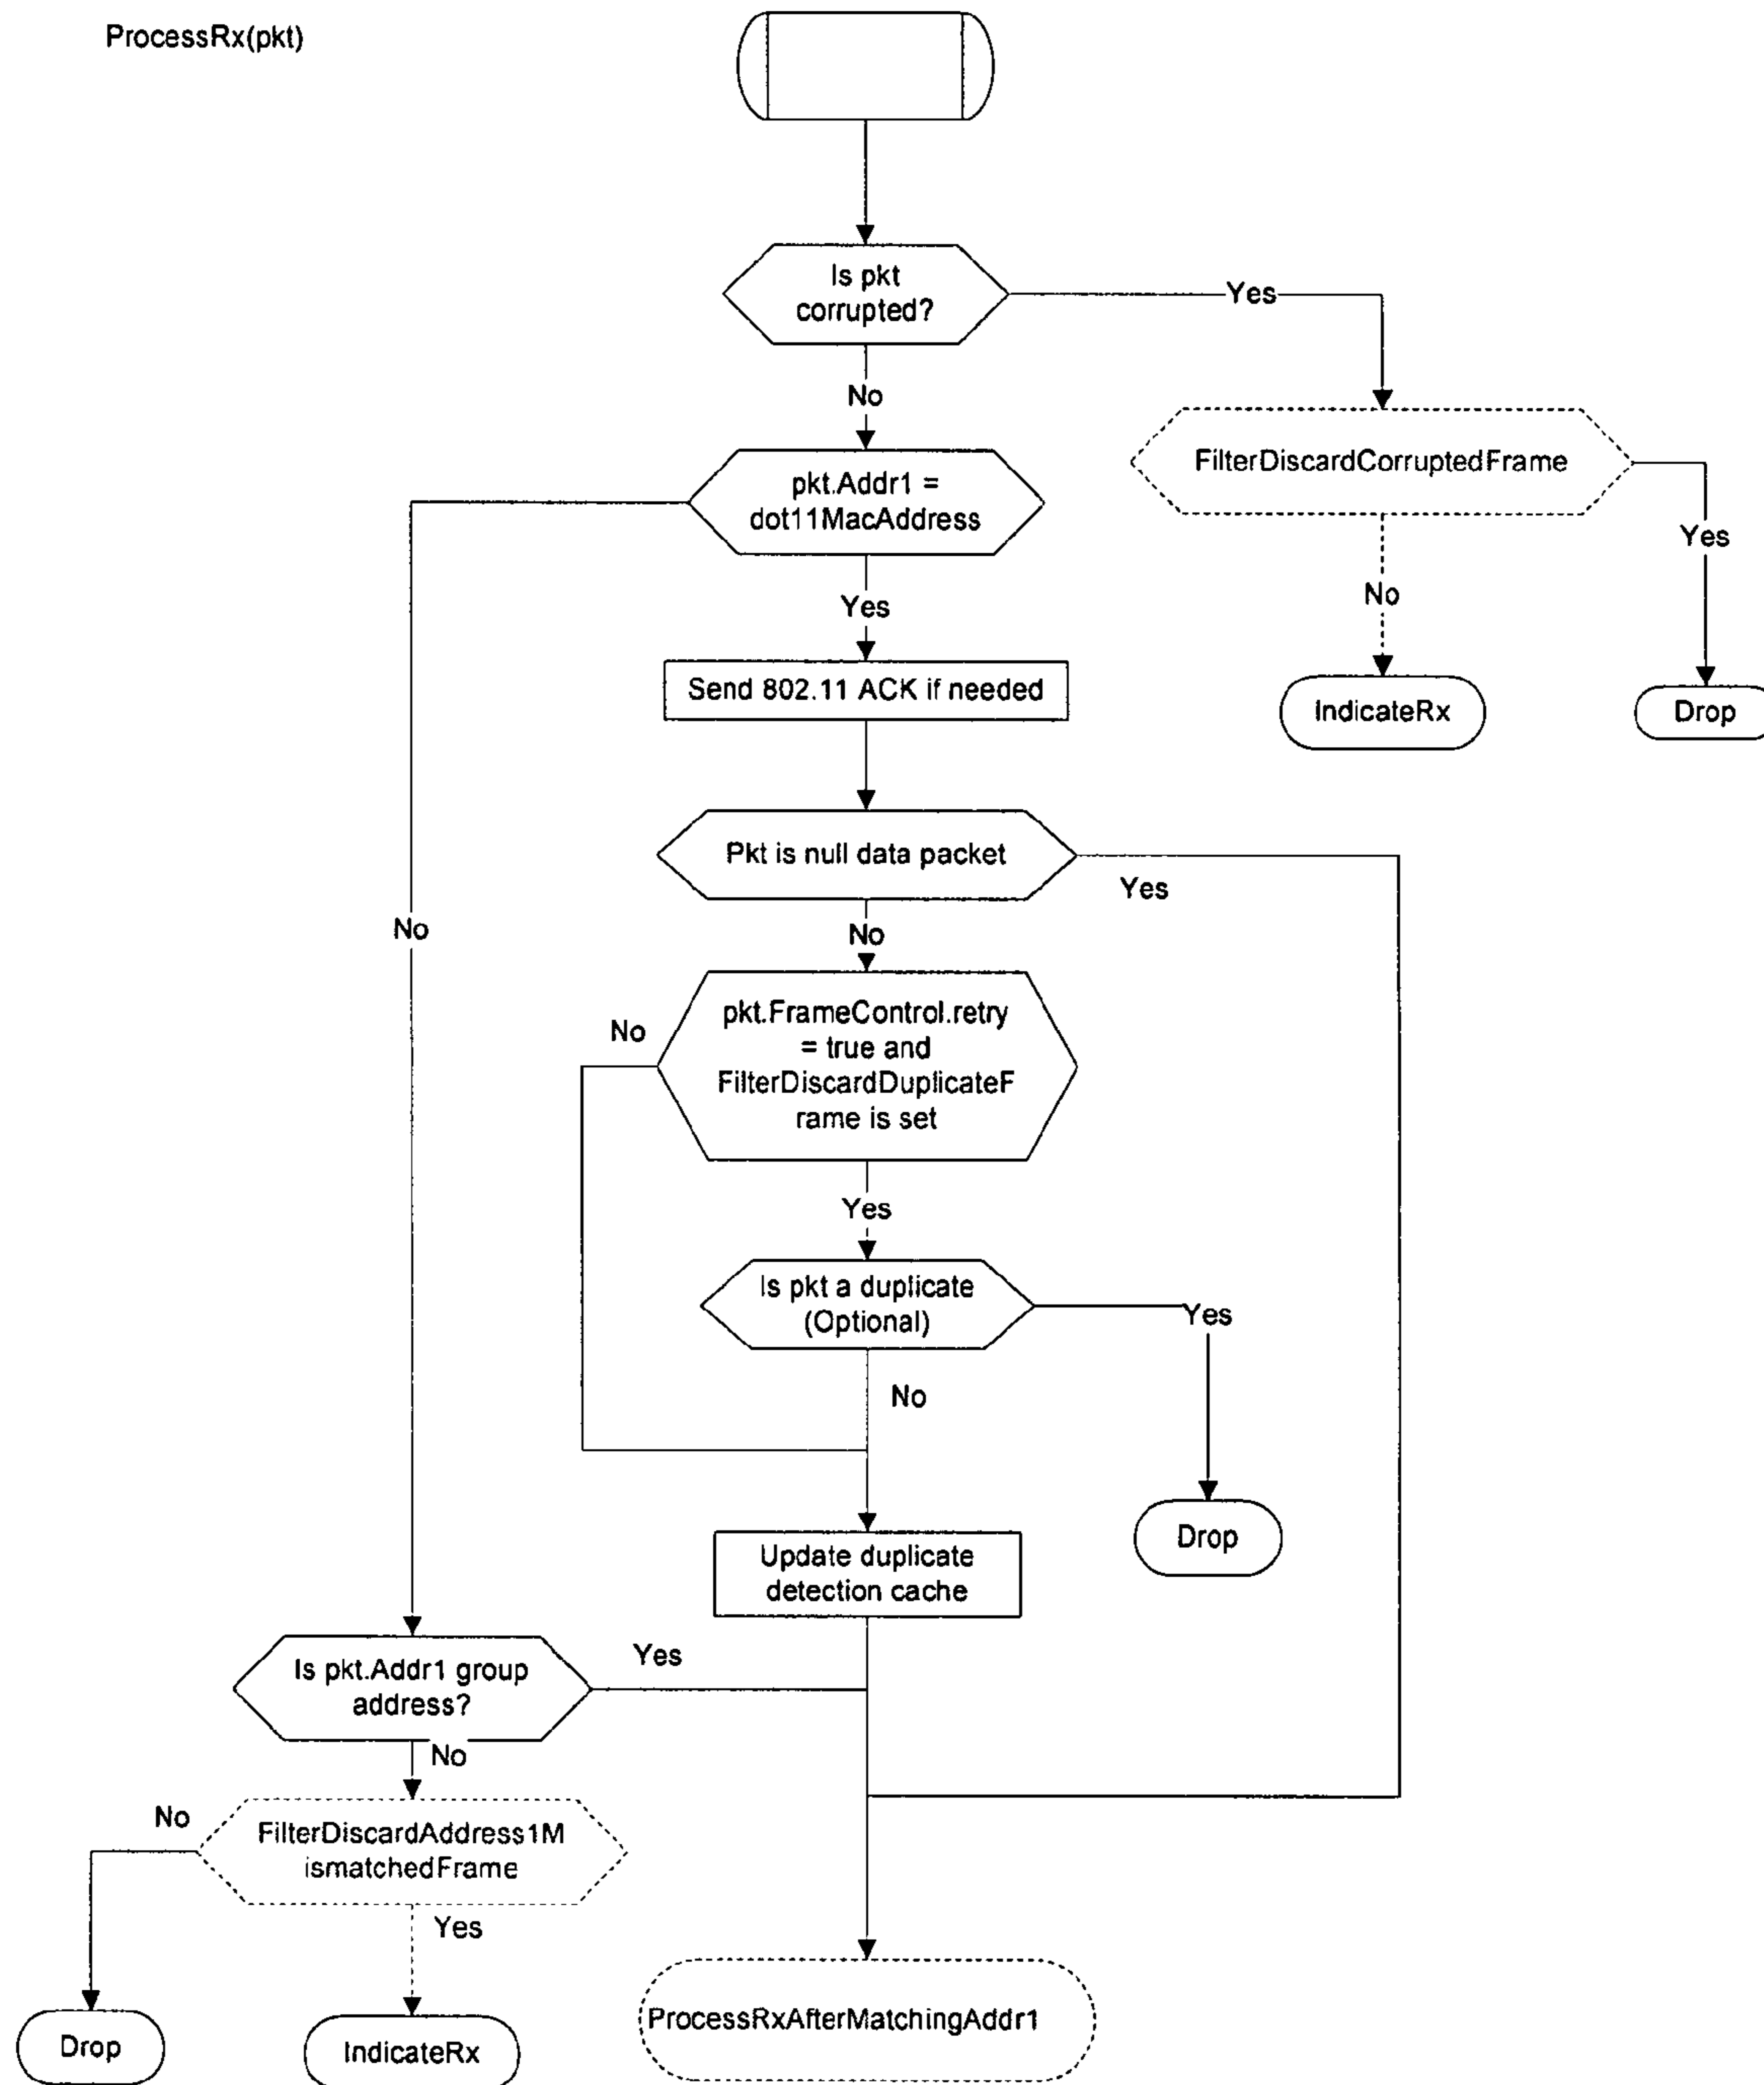 ProcessRx(pkt)
Is pkt
corrupted?
Yes
No
FilterDiscardCorruptedFrame
pkt.Addr1 =
dot11MacAddress
Yes
No
Yes
IndicateRx
Drop
Send 802.11 ACK if needed
Pkt is null data packet
Yes
No
No
pkt.FrameControl.retry
= true and
FilterDiscardDuplicateF
rame is set
No
Yes
Is pkt a duplicate
(Optional)
Yes
No
Drop
Update duplicate
detection cache
Is pkt.Addr1 group
address?
Yes
No
FilterDiscardAddress1M
ismatchedFrame
No
Yes
Drop
IndicateRx
ProcessRxAfterMatchingAddr1